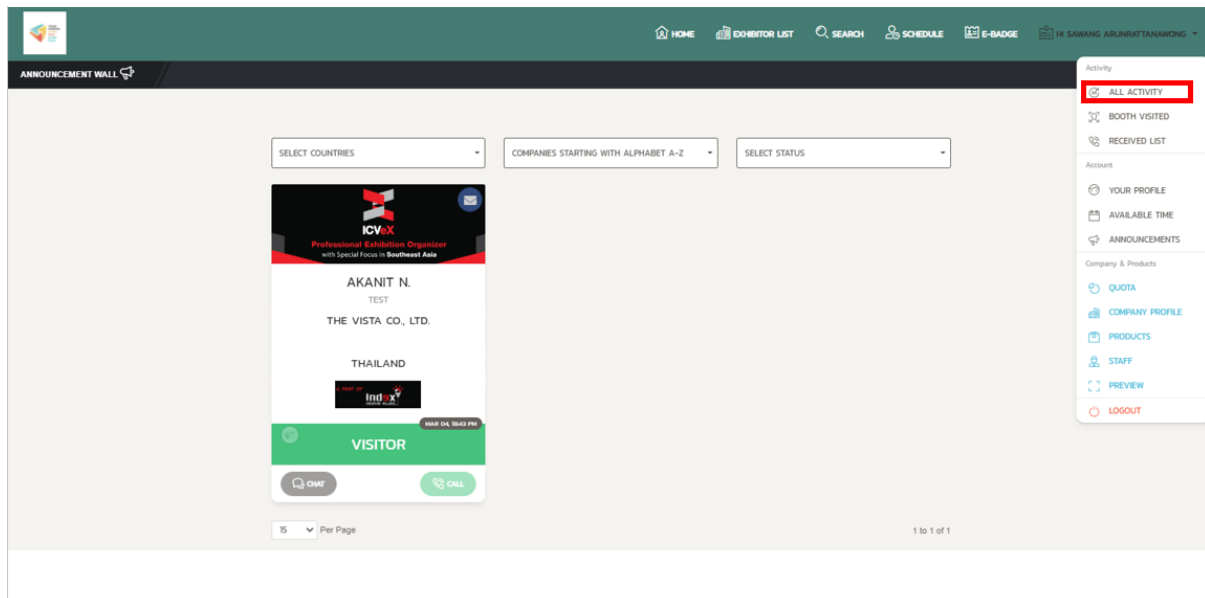 HOME
EXHIBITOR LIST
SEARCH
SCHEDULE
E-BADGE
HI SAWANG ARUNRATTANAWONG
ANNOUNCEMENT WALL
Activity
ALL ACTIVITY
BOOTH VISITED
RECEIVED LIST
Account
YOUR PROFILE
AVAILABLE TIME
ANNOUNCEMENTS
Company & Products
QUOTA
COMPANY PROFILE
PRODUCTS
STAFF
PREVIEW
LOGOUT
SELECT COUNTRIES
COMPANIES STARTING WITH ALPHABET A-Z
SELECT STATUS
ICVeX
Professional Exhibition Organizer
with Special Focus in Southeast Asia
AKANIT N.
TEST
THE VISTA CO., LTD.
THAILAND
A PART OF
Index
MAR 04, 18:43 PM
VISITOR
CHAT
CALL
15 Per Page
1 to 1 of 1